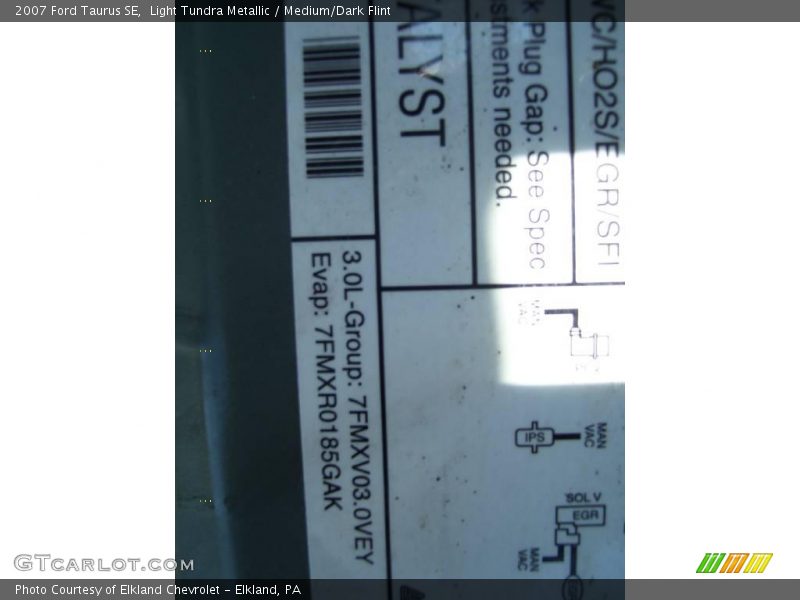 2007 Ford Taurus SE, Light Tundra Metallic / Medium/Dark Flint
WC/HO2S/EGR/SFI
k Plug Gap: See Spec
stments needed.
ALYST
3.0L-Group: 7FMXV03.0VEY
Evap: 7FMXR0185GAK
MAN
VAC
MAN
VAC
IPS
SOL V
EGR
MAN
VAC
GTCARLOT.COM
Photo Courtesy of Elkland Chevrolet – Elkland, PA